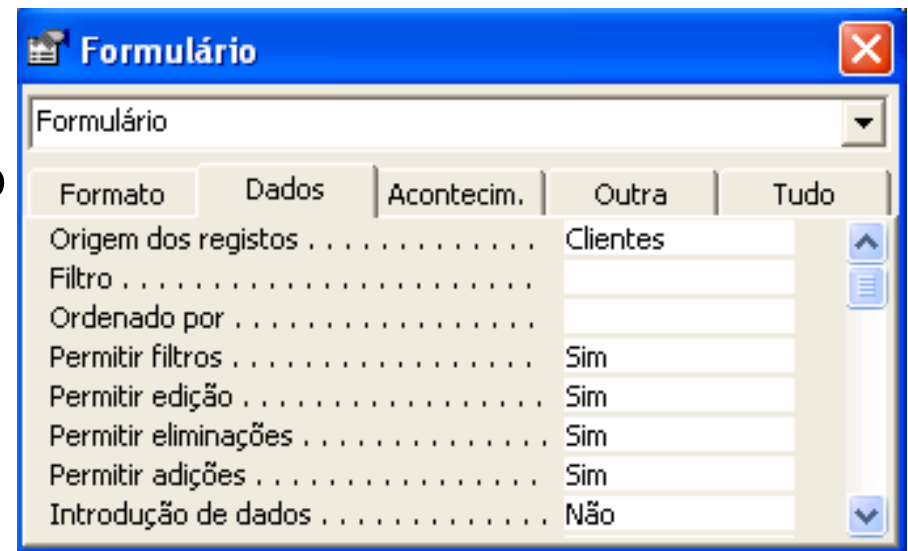 Formulário
Formulário
Formato Dados Acontecim. Outra Tudo
Origem dos registos . . . . . . . . . . . . . Clientes
Filtro . . . . . . . . . . . . . . . . . . . . . . . .
Ordenado por . . . . . . . . . . . . . . . . .
Permitir filtros . . . . . . . . . . . . . . . . . . Sim
Permitir edição . . . . . . . . . . . . . . . . . Sim
Permitir eliminações . . . . . . . . . . . . . . Sim
Permitir adições . . . . . . . . . . . . . . . . Sim
Introdução de dados . . . . . . . . . . . . . Não